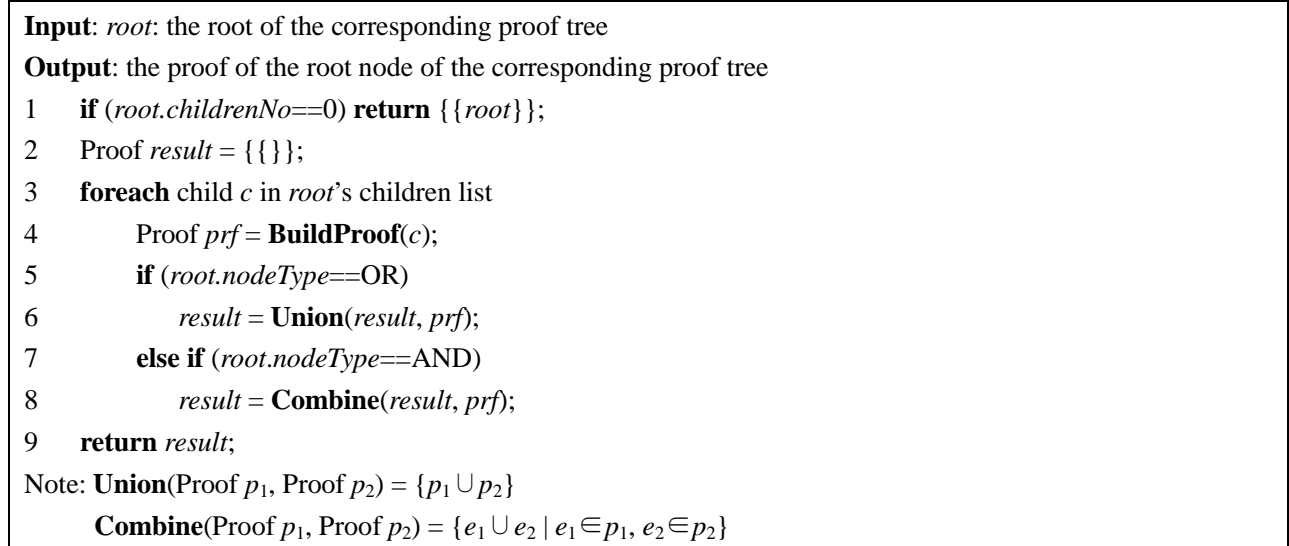 Input: root: the root of the corresponding proof tree
Output: the proof of the root node of the corresponding proof tree
1 if (root.childrenNo==0) return {{root}};
2 Proof result = {{}};
3 foreach child c in root's children list
4 Proof prf = BuildProof(c);
5 if (root.nodeType==OR)
6 result = Union(result, prf);
7 else if (root.nodeType==AND)
8 result = Combine(result, prf);
9 return result;
Note: Union(Proof p₁, Proof p₂) = {p₁∪p₂}
Combine(Proof p₁, Proof p₂) = {e₁∪e₂ | e₁∈p₁, e₂∈p₂}